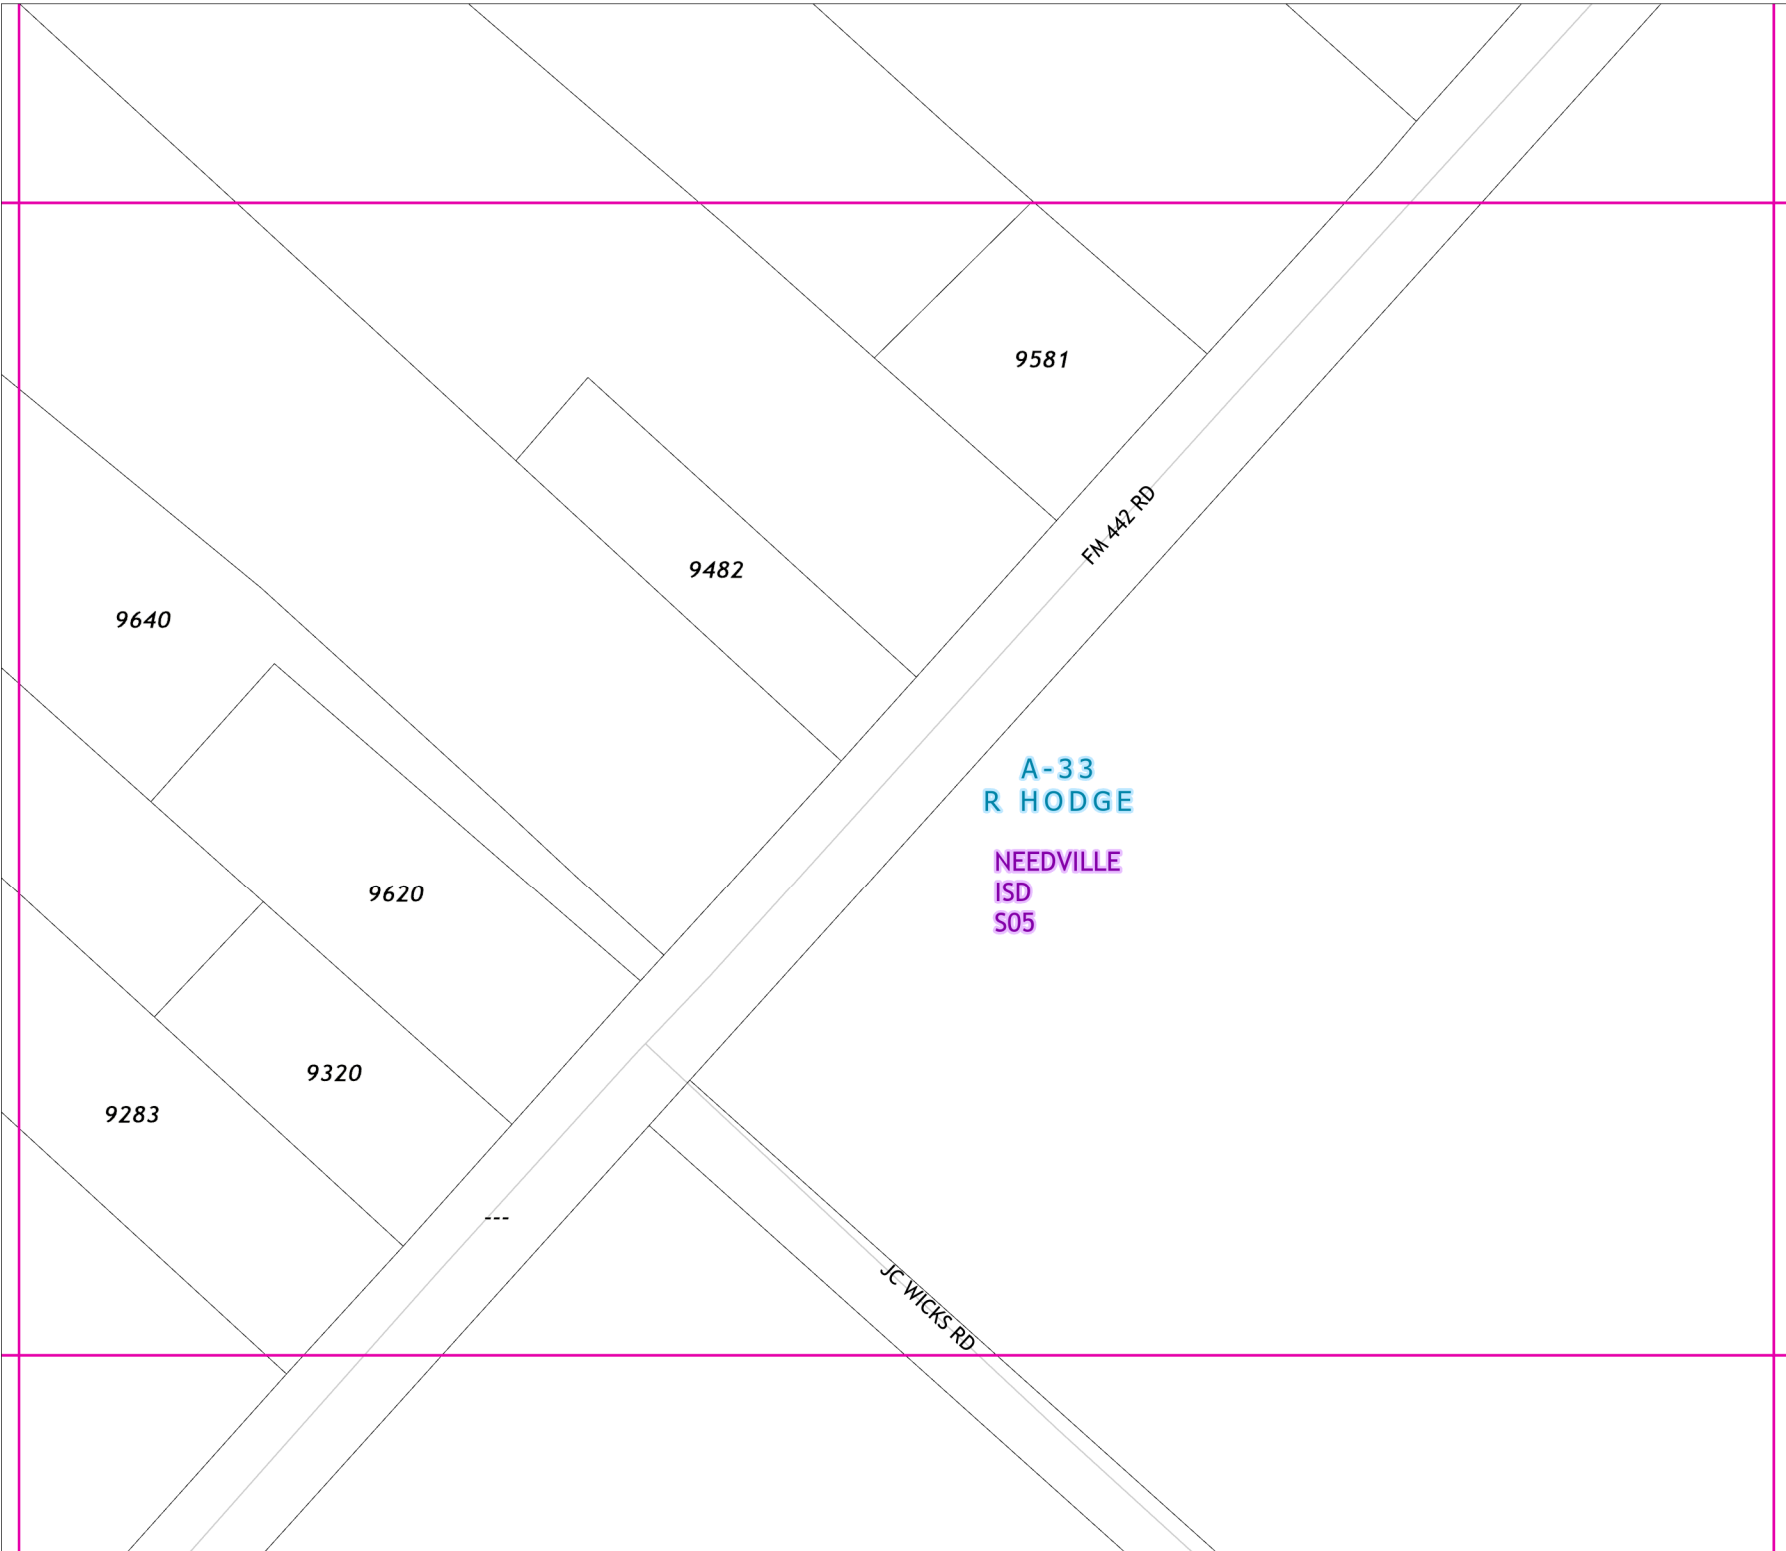 9581
FM 442 RD
9482
9640
A-33
R HODGE
NEEDVILLE
ISD
S05
9620
9320
9283
---
JC WICKS RD